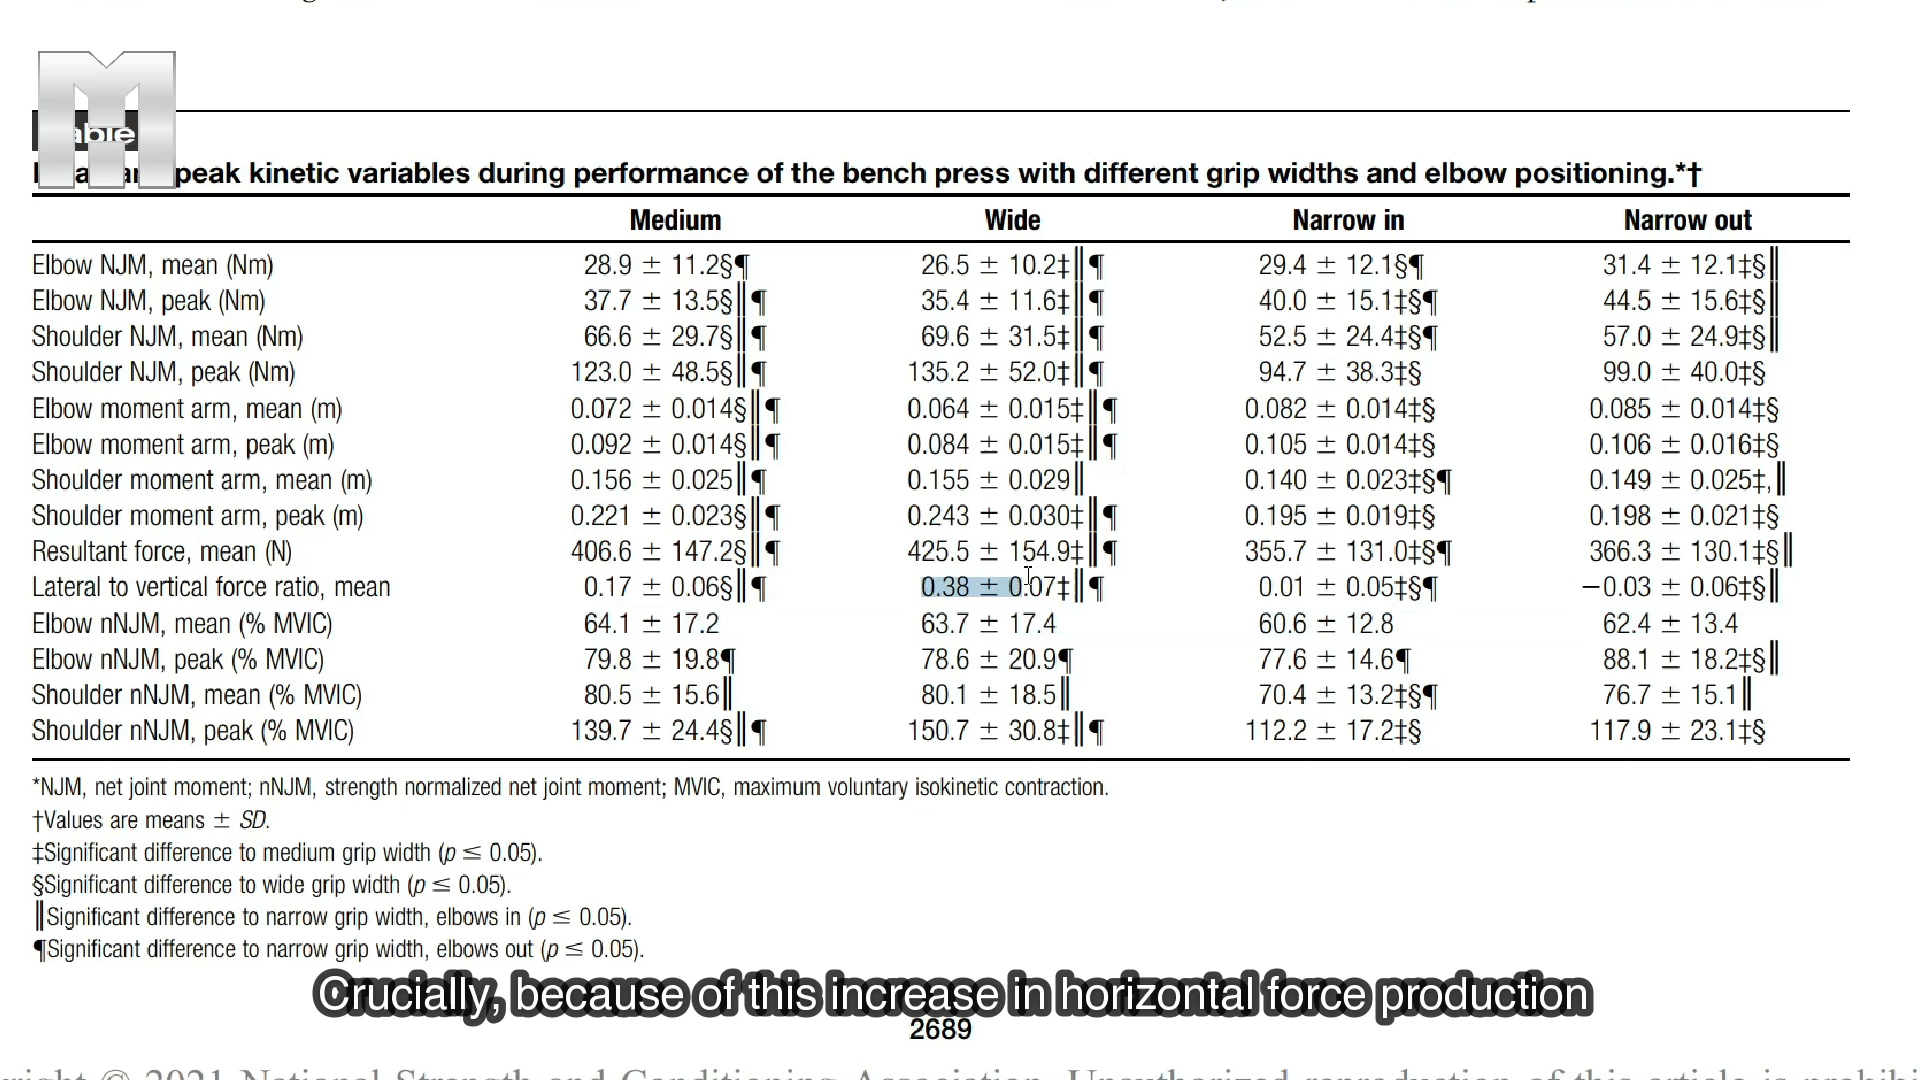 able
peak kinetic variables during performance of the bench press with different grip widths and elbow positioning.*†
Medium Wide Narrow in Narrow out
Elbow NJM, mean (Nm) 28.9 ± 11.2§¶ 26.5 ± 10.2‡║¶ 29.4 ± 12.1§¶ 31.4 ± 12.1‡§║
Elbow NJM, peak (Nm) 37.7 ± 13.5§║¶ 35.4 ± 11.6‡║¶ 40.0 ± 15.1‡§¶ 44.5 ± 15.6‡§║
Shoulder NJM, mean (Nm) 66.6 ± 29.7§║¶ 69.6 ± 31.5‡║¶ 52.5 ± 24.4‡§¶ 57.0 ± 24.9‡§║
Shoulder NJM, peak (Nm) 123.0 ± 48.5§║¶ 135.2 ± 52.0‡║¶ 94.7 ± 38.3‡§ 99.0 ± 40.0‡§
Elbow moment arm, mean (m) 0.072 ± 0.014§║¶ 0.064 ± 0.015‡║¶ 0.082 ± 0.014‡§ 0.085 ± 0.014‡§
Elbow moment arm, peak (m) 0.092 ± 0.014§║¶ 0.084 ± 0.015‡║¶ 0.105 ± 0.014‡§ 0.106 ± 0.016‡§
Shoulder moment arm, mean (m) 0.156 ± 0.025║¶ 0.155 ± 0.029║ 0.140 ± 0.023‡§¶ 0.149 ± 0.025‡,║
Shoulder moment arm, peak (m) 0.221 ± 0.023§║¶ 0.243 ± 0.030‡║¶ 0.195 ± 0.019‡§ 0.198 ± 0.021‡§
Resultant force, mean (N) 406.6 ± 147.2§║¶ 425.5 ± 154.9‡║¶ 355.7 ± 131.0‡§¶ 366.3 ± 130.1‡§║
Lateral to vertical force ratio, mean 0.17 ± 0.06§║¶ 0.38 ± 0.07‡║¶ 0.01 ± 0.05‡§¶ −0.03 ± 0.06‡§║
Elbow nNJM, mean (% MVIC) 64.1 ± 17.2 63.7 ± 17.4 60.6 ± 12.8 62.4 ± 13.4
Elbow nNJM, peak (% MVIC) 79.8 ± 19.8¶ 78.6 ± 20.9¶ 77.6 ± 14.6¶ 88.1 ± 18.2‡§║
Shoulder nNJM, mean (% MVIC) 80.5 ± 15.6║ 80.1 ± 18.5║ 70.4 ± 13.2‡§¶ 76.7 ± 15.1║
Shoulder nNJM, peak (% MVIC) 139.7 ± 24.4§║¶ 150.7 ± 30.8‡║¶ 112.2 ± 17.2‡§ 117.9 ± 23.1‡§
*NJM, net joint moment; nNJM, strength normalized net joint moment; MVIC, maximum voluntary isokinetic contraction.
†Values are means ± SD.
‡Significant difference to medium grip width (p ≤ 0.05).
§Significant difference to wide grip width (p ≤ 0.05).
║Significant difference to narrow grip width, elbows in (p ≤ 0.05).
¶Significant difference to narrow grip width, elbows out (p ≤ 0.05).
Crucially, because of this increase in horizontal force production
2689
© 2021 National Strength and Conditioning Association. Unauthorized reproduction of this article is